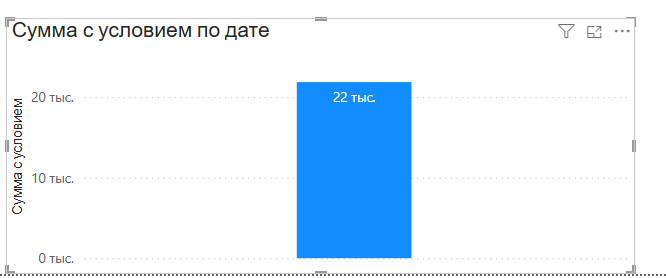 Сумма с условием по дате
Сумма с условием
20 тыс.
22 тыс.
10 тыс.
0 тыс.